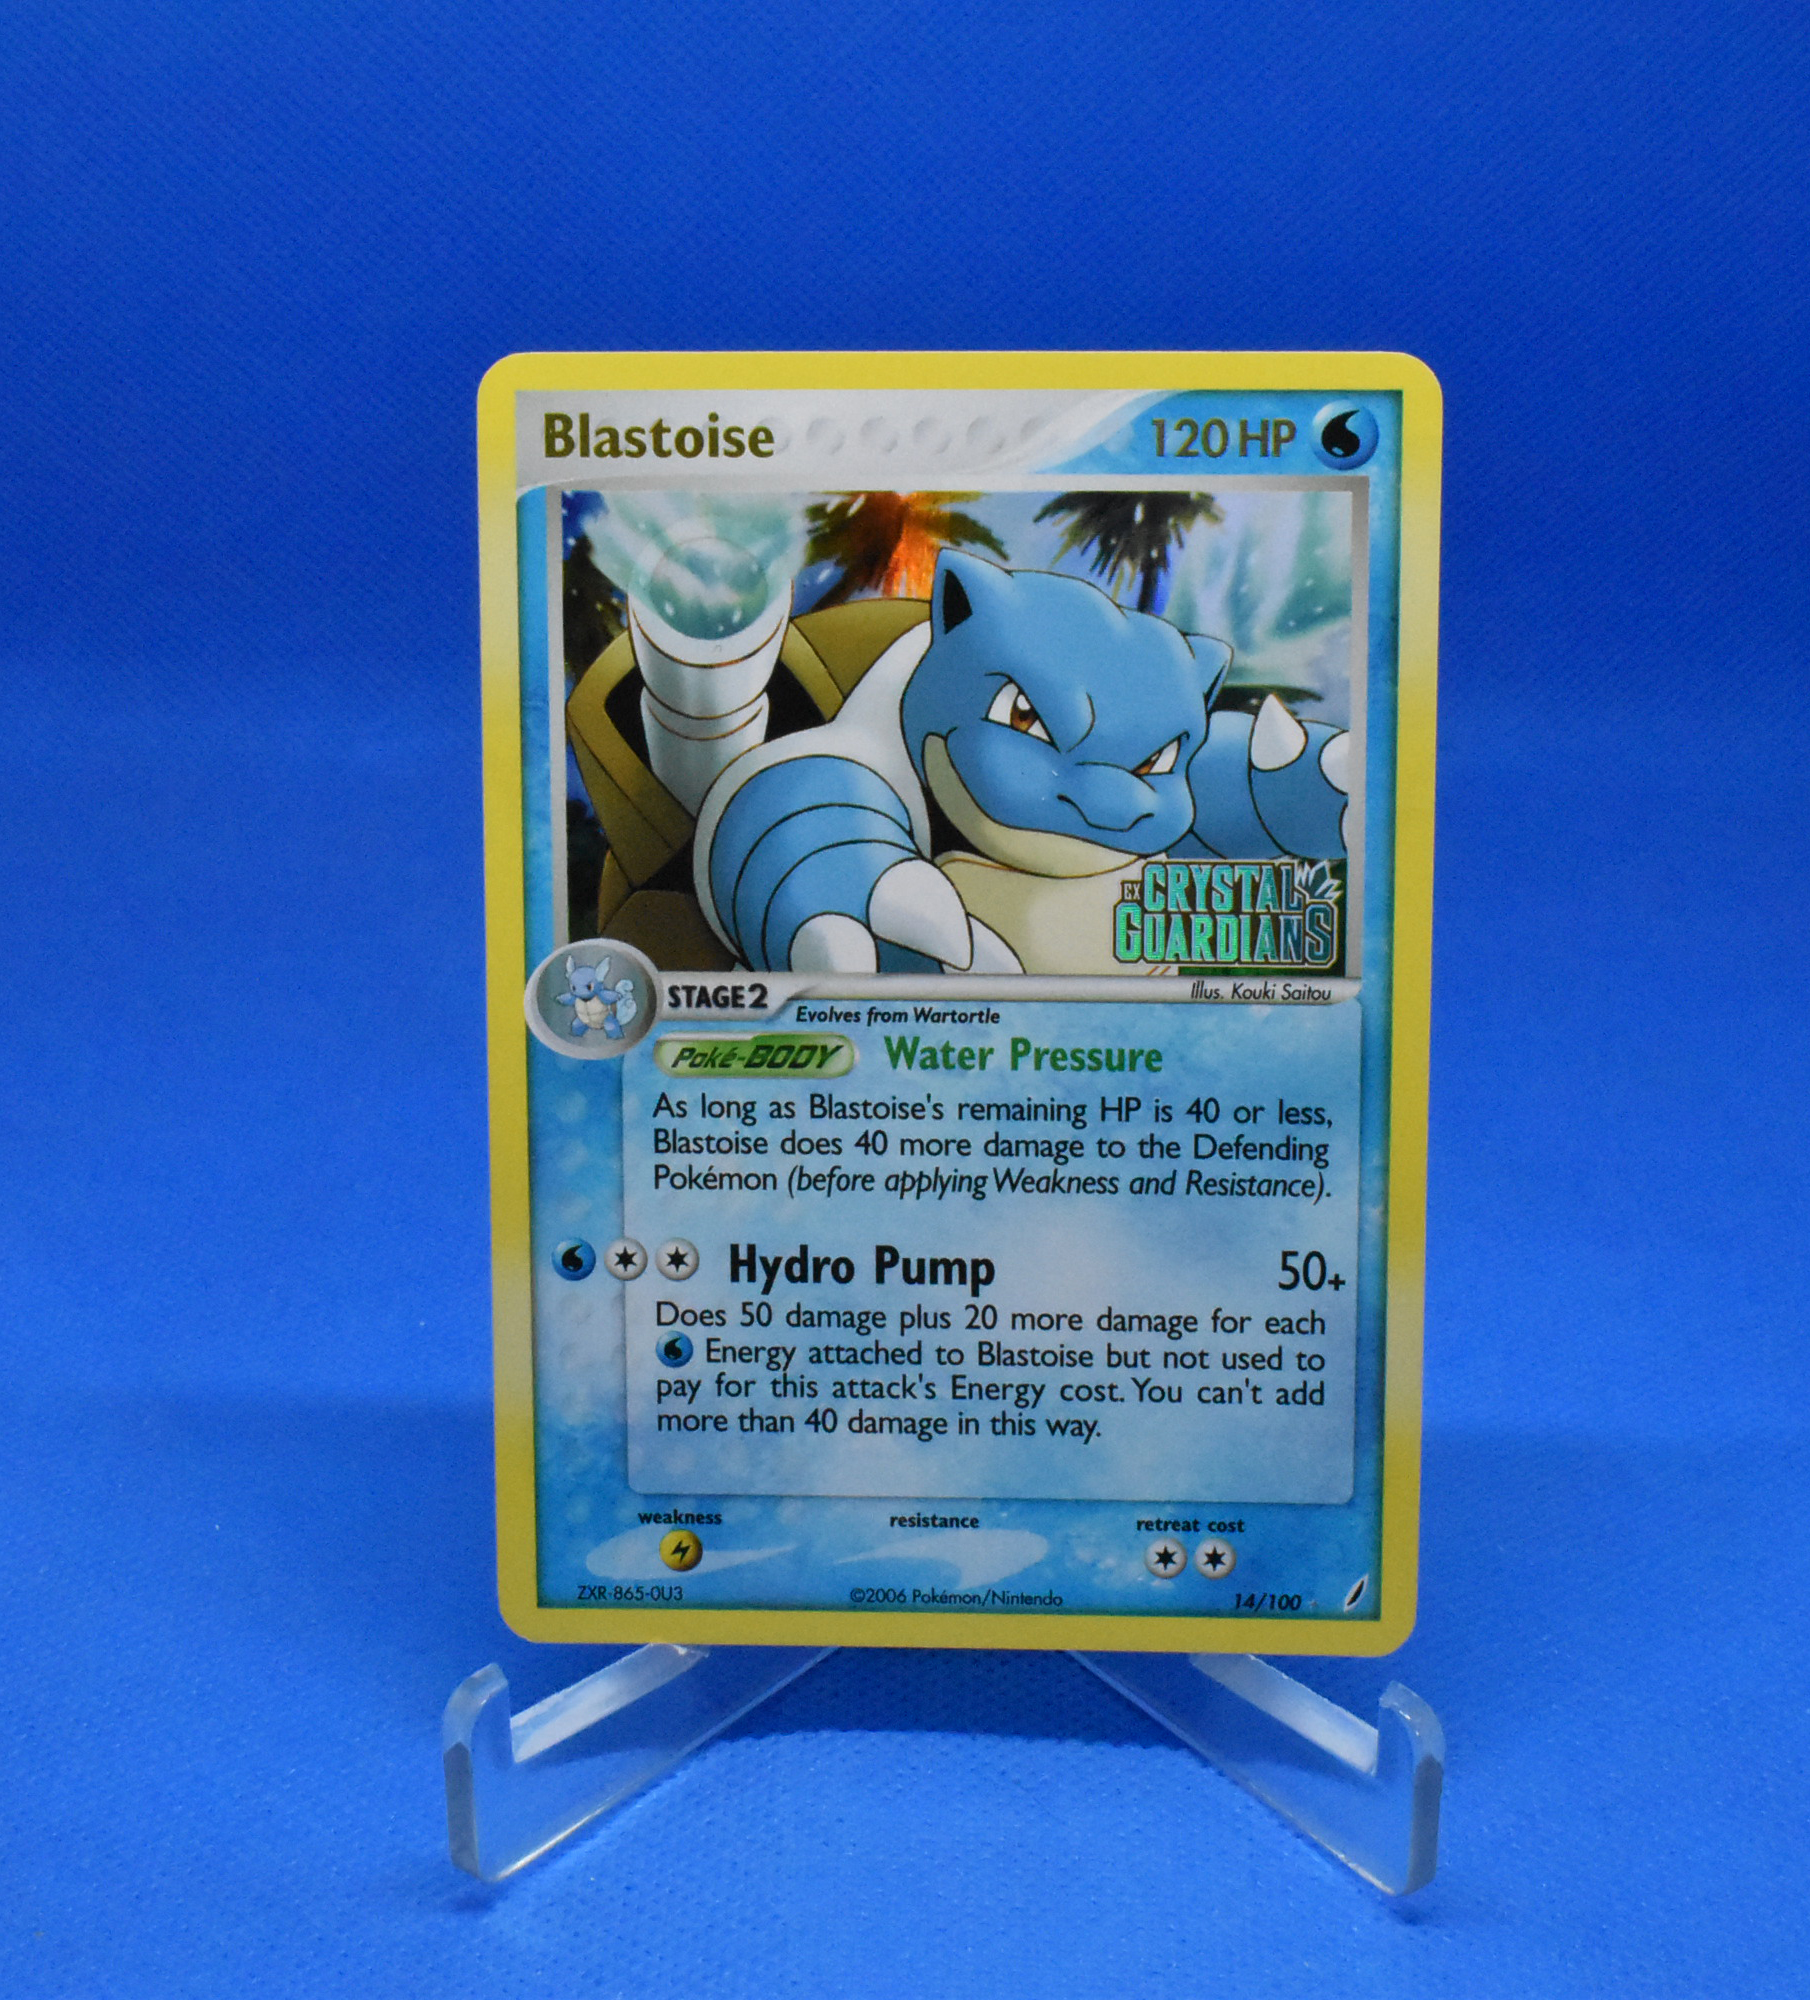 Blastoise 120 HP
EX CRYSTAL
GUARDIANS
STAGE 2 Illus. Kouki Saitou
Evolves from Wartortle
Poké-BODY Water Pressure
As long as Blastoise's remaining HP is 40 or less,
Blastoise does 40 more damage to the Defending
Pokémon (before applying Weakness and Resistance).
Hydro Pump 50+
Does 50 damage plus 20 more damage for each
Energy attached to Blastoise but not used to
pay for this attack's Energy cost. You can't add
more than 40 damage in this way.
weakness resistance retreat cost
ZXR-865-0U3 ©2006 Pokémon/Nintendo 14/100